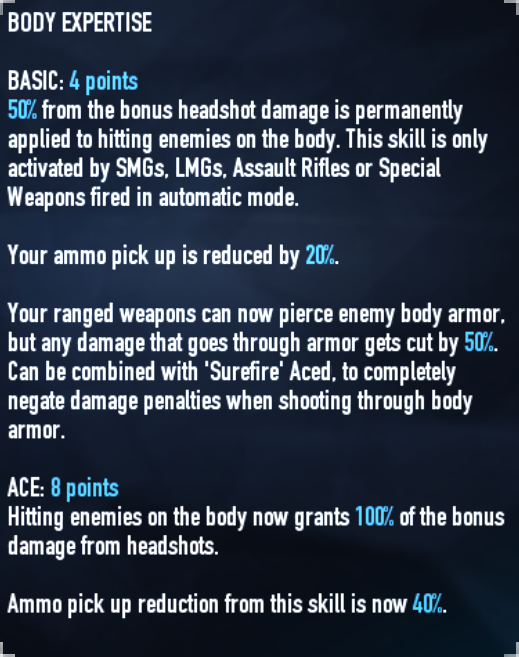 BODY EXPERTISE
BASIC: 4 points
50% from the bonus headshot damage is permanently
applied to hitting enemies on the body. This skill is only
activated by SMGs, LMGs, Assault Rifles or Special
Weapons fired in automatic mode.
Your ammo pick up is reduced by 20%.
Your ranged weapons can now pierce enemy body armor,
but any damage that goes through armor gets cut by 50%.
Can be combined with 'Surefire' Aced, to completely
negate damage penalties when shooting through body
armor.
ACE: 8 points
Hitting enemies on the body now grants 100% of the bonus
damage from headshots.
Ammo pick up reduction from this skill is now 40%.